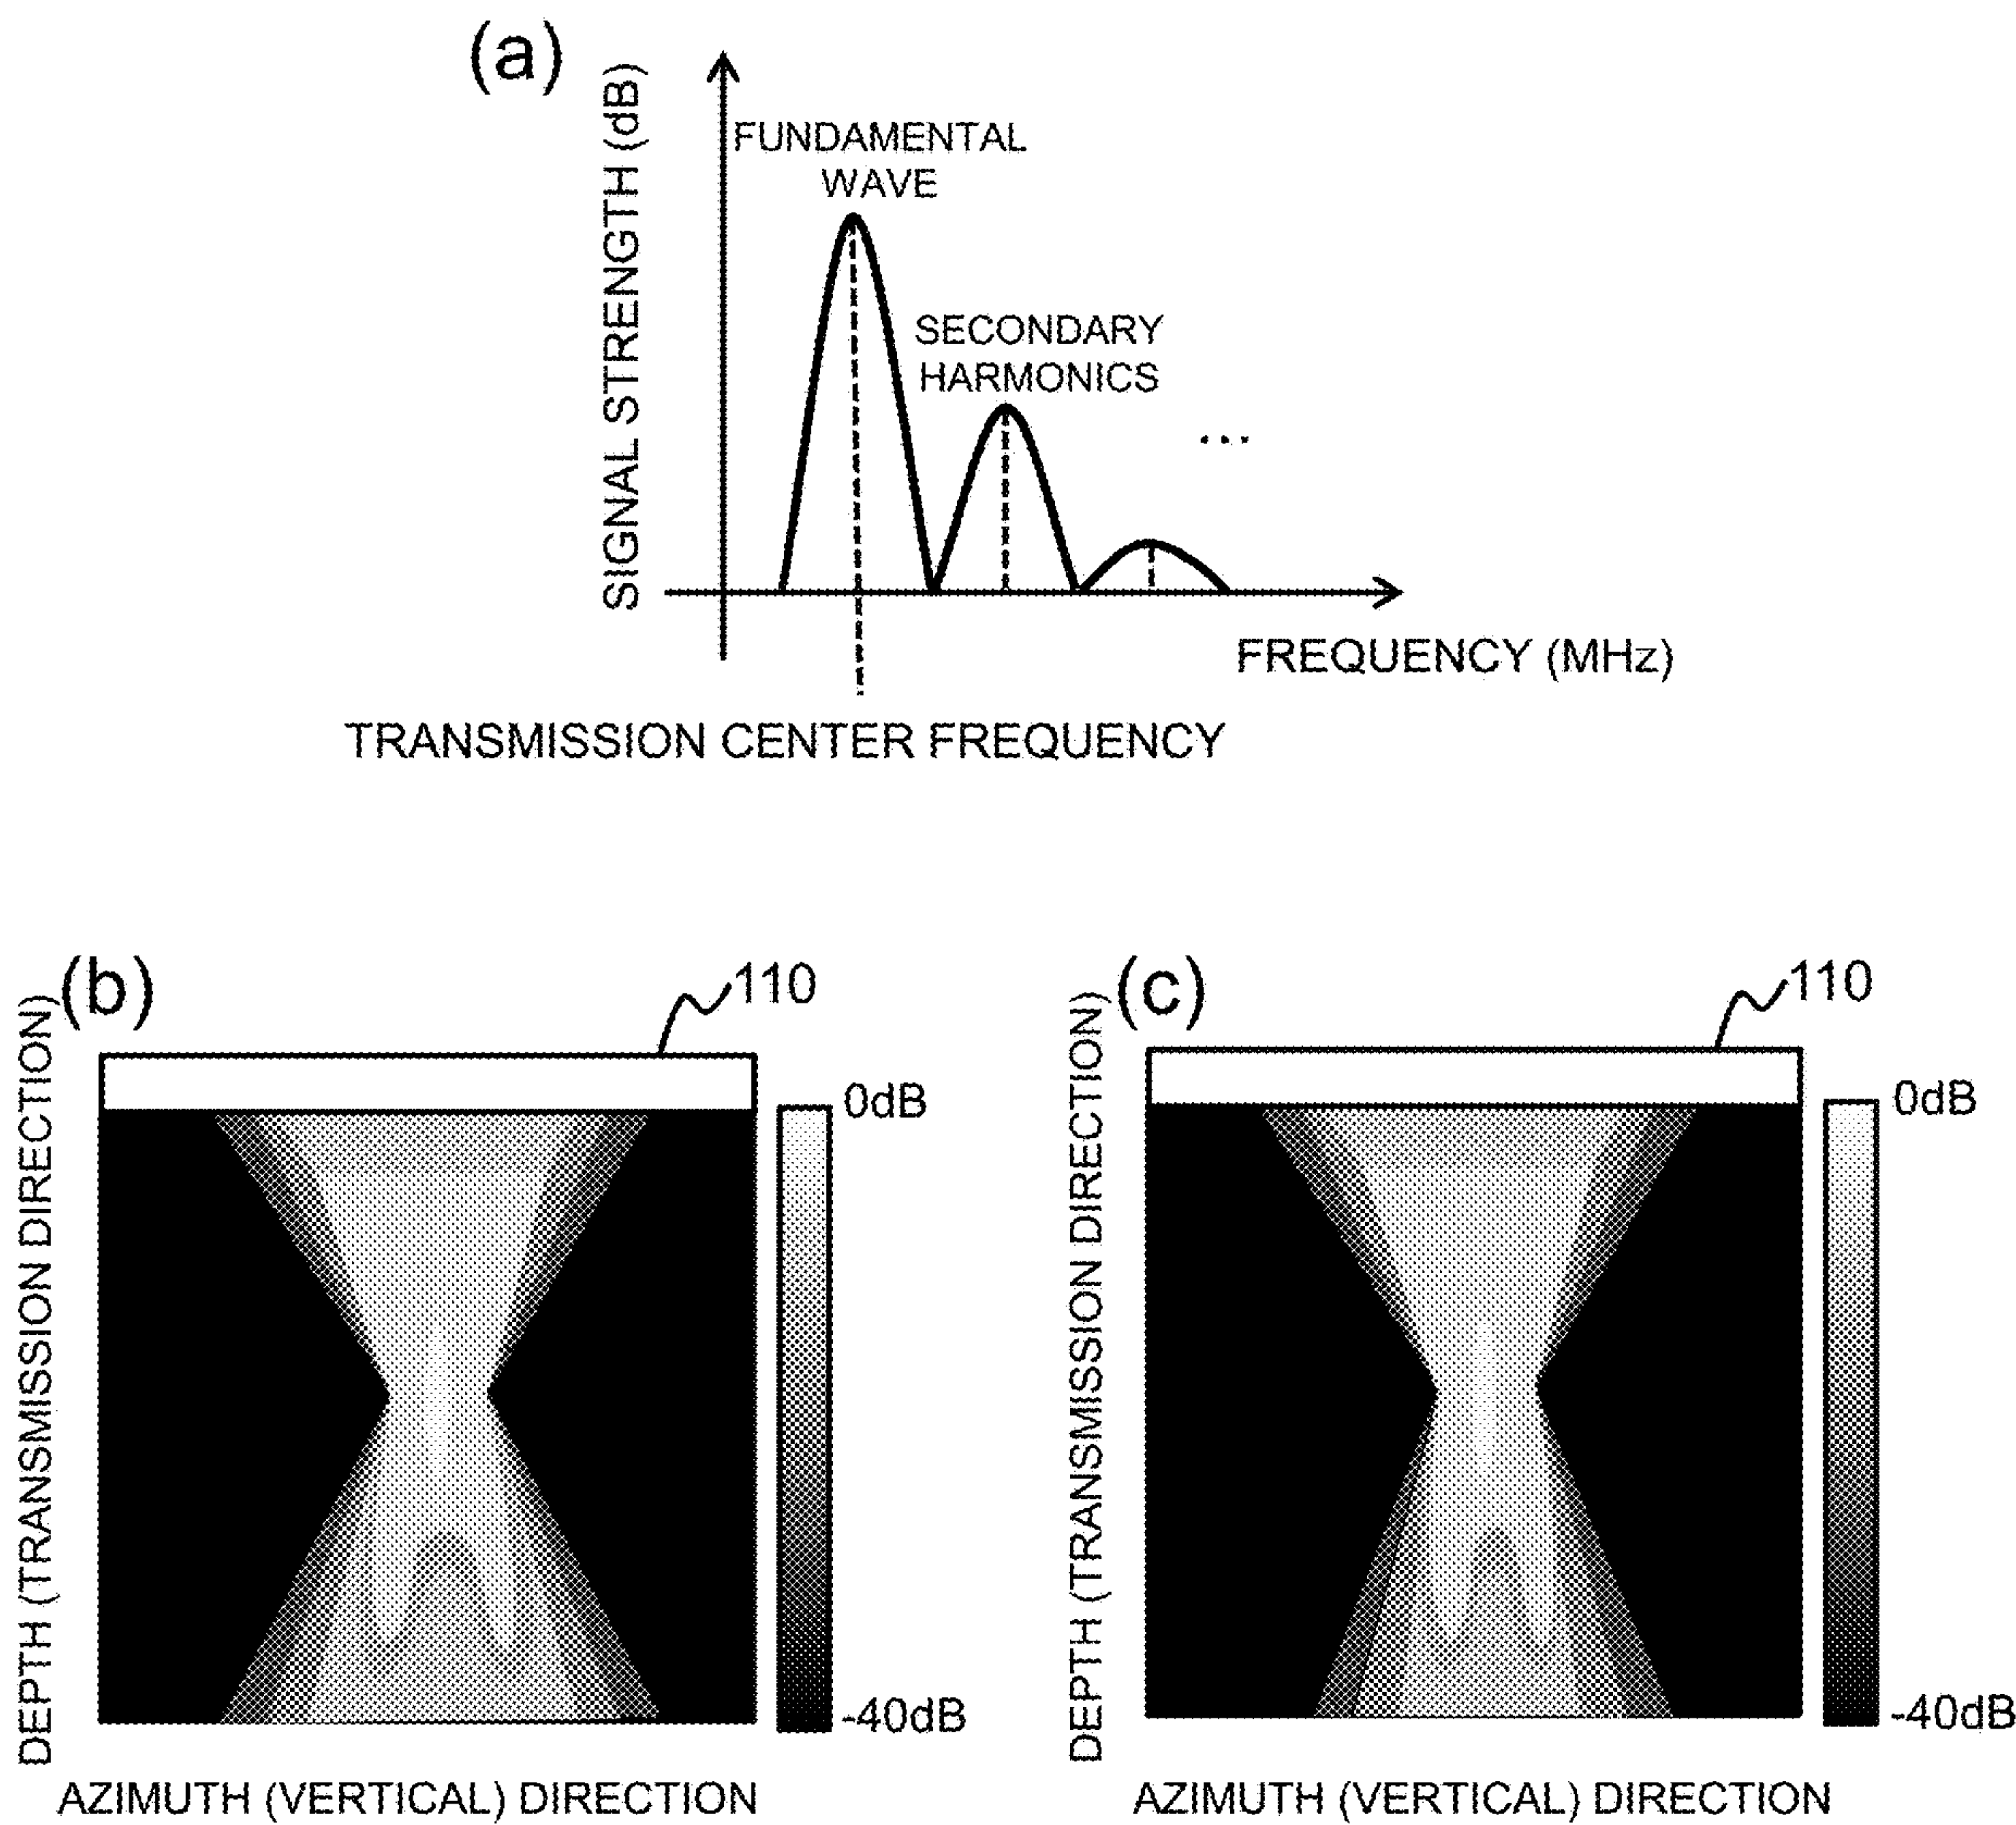 (a)
SIGNAL STRENGTH (dB)
FUNDAMENTAL
WAVE
SECONDARY
HARMONICS
...
FREQUENCY (MHz)
TRANSMISSION CENTER FREQUENCY
(b)
110
DEPTH (TRANSMISSION DIRECTION)
0dB
-40dB
AZIMUTH (VERTICAL) DIRECTION
(c)
110
DEPTH (TRANSMISSION DIRECTION)
0dB
-40dB
AZIMUTH (VERTICAL) DIRECTION